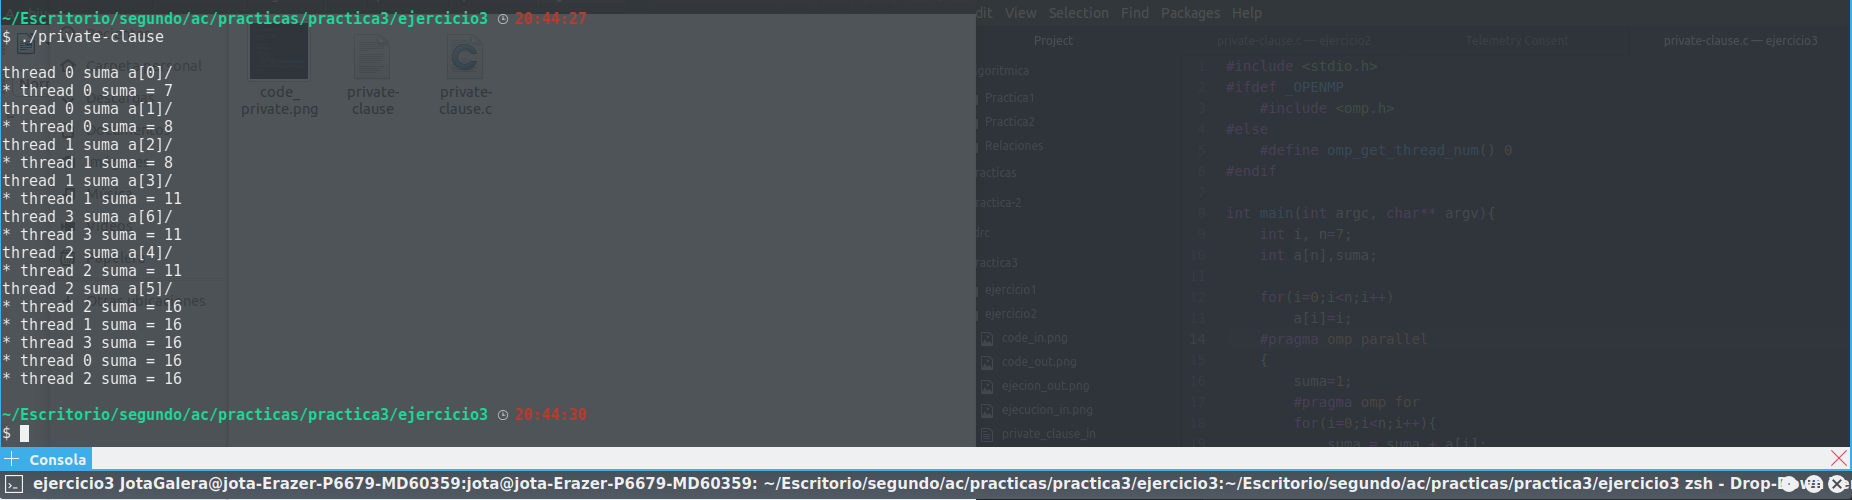 ~/Escritorio/segundo/ac/practicas/practica3/ejercicio3 20:44:27
$ ./private-clause
thread 0 suma a[0]/
* thread 0 suma = 7
thread 0 suma a[1]/
* thread 0 suma = 8
thread 1 suma a[2]/
* thread 1 suma = 8
thread 1 suma a[3]/
* thread 1 suma = 11
thread 3 suma a[6]/
* thread 3 suma = 11
thread 2 suma a[4]/
* thread 2 suma = 11
thread 2 suma a[5]/
* thread 2 suma = 16
* thread 1 suma = 16
* thread 3 suma = 16
* thread 0 suma = 16
* thread 2 suma = 16
~/Escritorio/segundo/ac/practicas/practica3/ejercicio3 20:44:30
$
Carpeta personal
Otras ubicaciones
code_
private.png
private-
clause
private-
clause.c
dit View Selection Find Packages Help
Project
private-clause.c — ejercicio2
Telemetry Consent
private-clause.c — ejercicio3
goritmica
Practica1
Practica2
Relaciones
racticas
ractica-2
drc
ractica3
ejercicio1
ejercicio2
code_in.png
code_out.png
ejecion_out.png
ejecucion_in.png
private_clause_in
1 #include <stdio.h>
2 #ifdef _OPENMP
3 #include <omp.h>
4 #else
5 #define omp_get_thread_num() 0
6 #endif
7
8 int main(int argc, char** argv){
9 int i, n=7;
10 int a[n],suma;
11
12 for(i=0;i<n;i++)
13 a[i]=i;
14 #pragma omp parallel
15 {
16 suma=1;
17 #pragma omp for
18 for(i=0;i<n;i++){
19 suma = suma + a[i];
Consola
ejercicio3 JotaGalera@jota-Erazer-P6679-MD60359:jota@jota-Erazer-P6679-MD60359: ~/Escritorio/segundo/ac/practicas/practica3/ejercicio3:~/Escritorio/segundo/ac/practicas/practica3/ejercicio3 zsh - Drop-Down